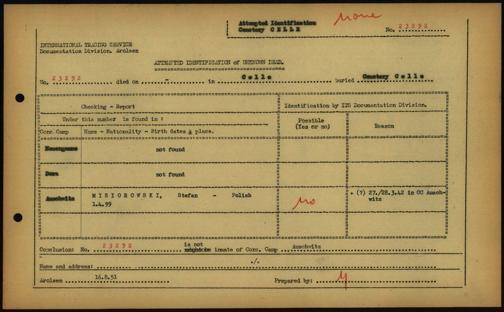 none
Attempted Identification
Cemetery CELLE
No. 23292
INTERNATIONAL TRACING SERVICE
Documentation Division, Arolsen
ATTEMPTED IDENTIFICATION of UNKNOWN DEAD.
No. 23292 died on - in Celle buried Cemetery Celle
Checking - Report
Identification by ITS Documentation Division.
Under this number is found in :
Possible (Yes or no)
Reason
Conc.Camp Name - Nationality - Birth dates & place.
Neuengamme not found
Dora not found
Auschwitz MISIOROWSKI, Stefan - Polish
1.4.99
no
+ (?) 27./28.3.42 in CC Auschwitz
Conclusion: No. 23292 is not inmate of Conc. Camp Auschwitz
Name and address: ./.
Arolsen 16.8.51 Prepared by: